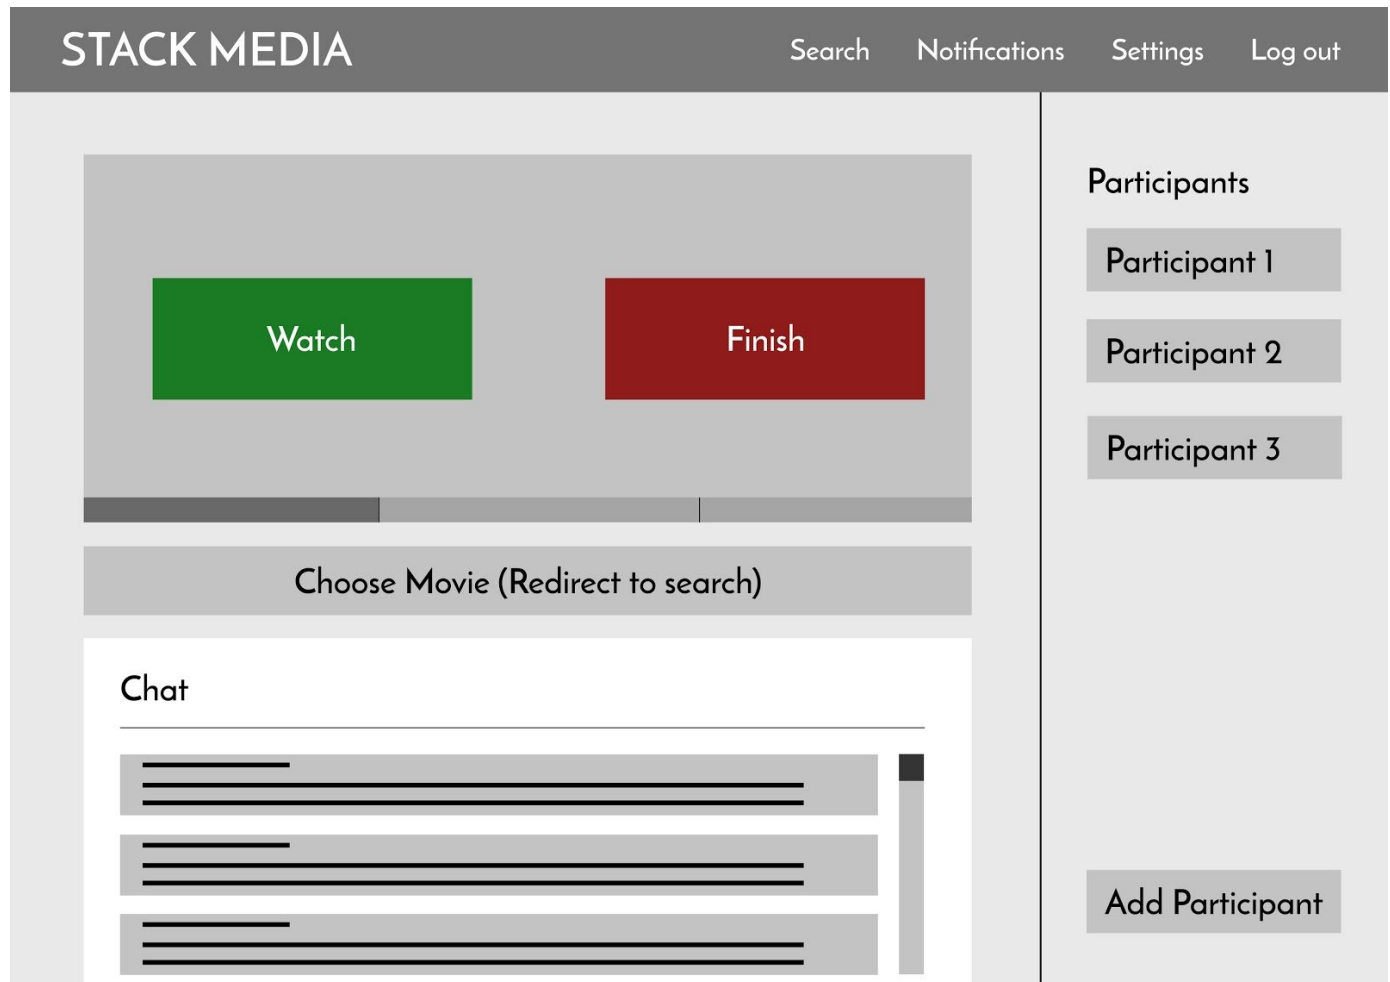 STACK MEDIA
Search Notifications Settings Log out
Watch
Finish
Choose Movie (Redirect to search)
Chat
Participants
Participant 1
Participant 2
Participant 3
Add Participant